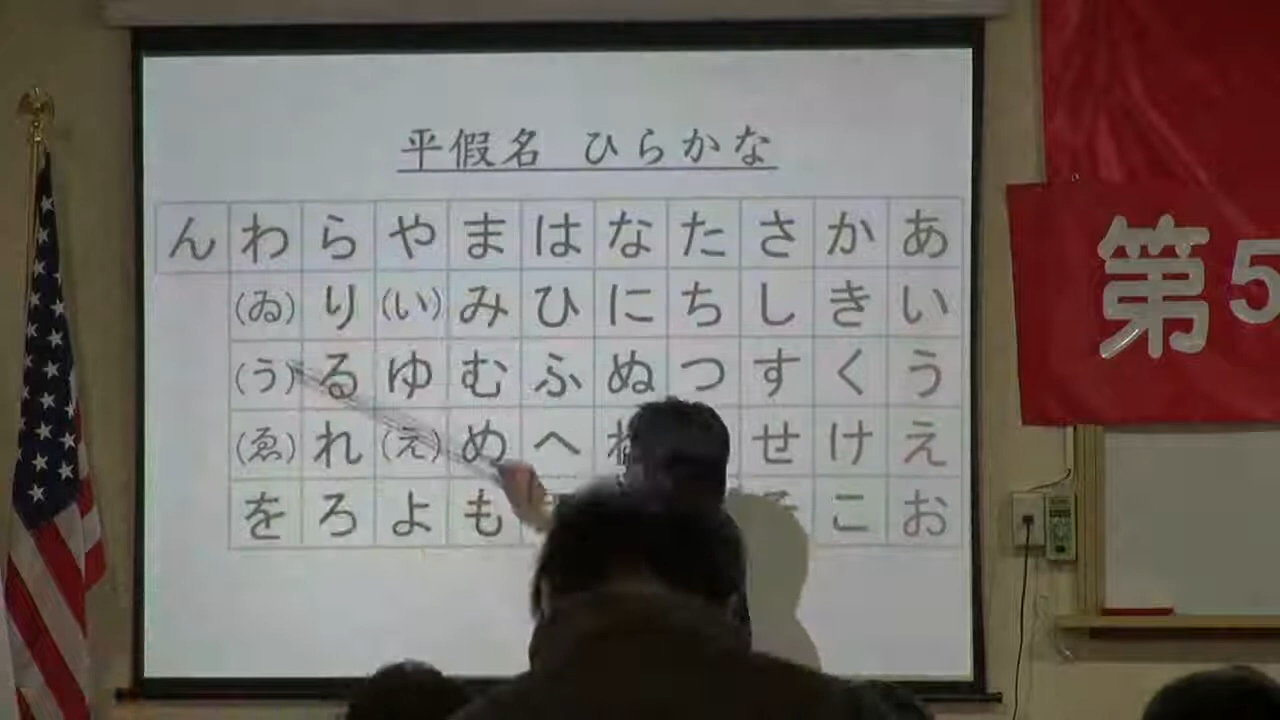 平假名 ひらかな
ん わ ら や ま は な た さ か あ
(ゐ) り (い) み ひ に ち し き い
(う) る ゆ む ふ ぬ つ す く う
(ゑ) れ (え) め へ せ け え
を ろ よ も こ お
第5